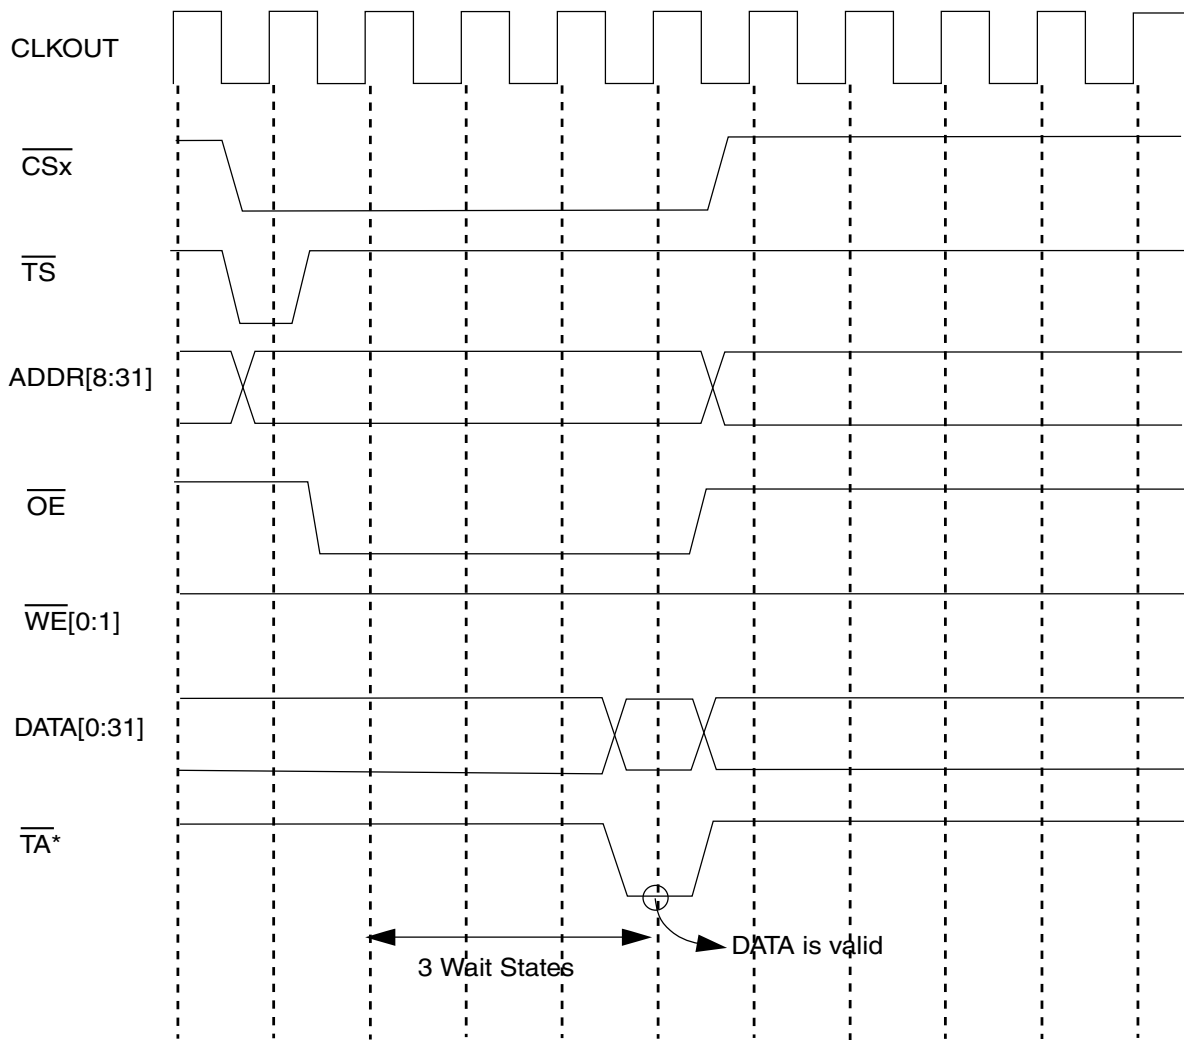 CLKOUT
CSx
TS
ADDR[8:31]
OE
WE[0:1]
DATA[0:31]
TA*
DATA is valid
3 Wait States